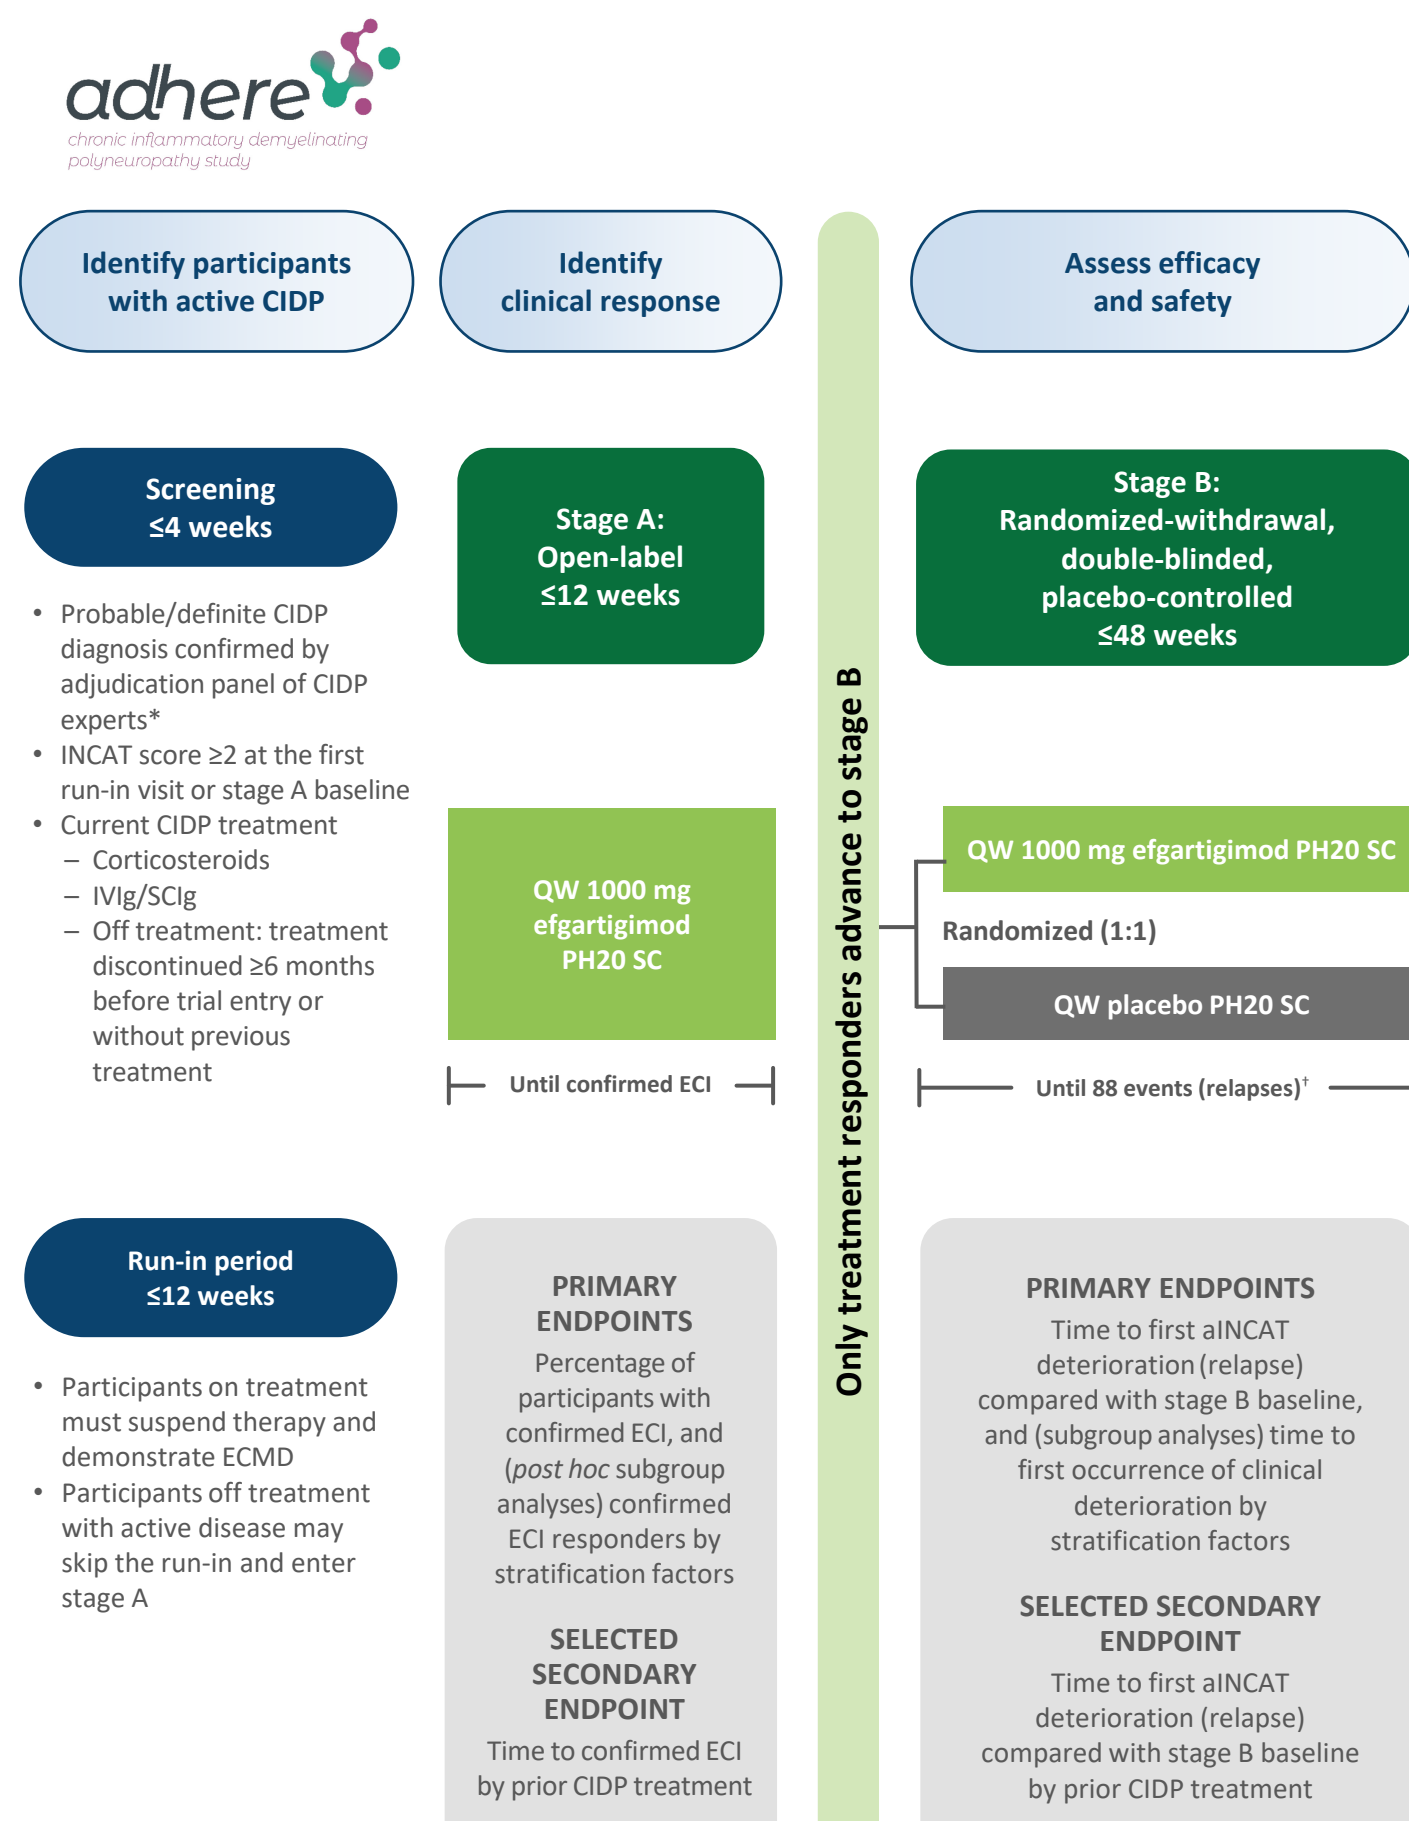 adhere
chronic inflammatory demyelinating
polyneuropathy study
Identify participants
with active CIDP
Identify
clinical response
Assess efficacy
and safety
Screening
≤4 weeks
• Probable/definite CIDP
diagnosis confirmed by
adjudication panel of CIDP
experts*
• INCAT score ≥2 at the first
run-in visit or stage A baseline
• Current CIDP treatment
– Corticosteroids
– IVIg/SCIg
– Off treatment: treatment
discontinued ≥6 months
before trial entry or
without previous
treatment
Run-in period
≤12 weeks
• Participants on treatment
must suspend therapy and
demonstrate ECMD
• Participants off treatment
with active disease may
skip the run-in and enter
stage A
Stage A:
Open-label
≤12 weeks
QW 1000 mg
efgartigimod
PH20 SC
Until confirmed ECI
PRIMARY
ENDPOINTS
Percentage of
participants with
confirmed ECI, and
(post hoc subgroup
analyses) confirmed
ECI responders by
stratification factors
SELECTED
SECONDARY
ENDPOINT
Time to confirmed ECI
by prior CIDP treatment
Only treatment responders advance to stage B
Stage B:
Randomized-withdrawal,
double-blinded,
placebo-controlled
≤48 weeks
QW 1000 mg efgartigimod PH20 SC
Randomized (1:1)
QW placebo PH20 SC
Until 88 events (relapses)†
PRIMARY ENDPOINTS
Time to first aINCAT
deterioration (relapse)
compared with stage B baseline,
and (subgroup analyses) time to
first occurrence of clinical
deterioration by
stratification factors
SELECTED SECONDARY
ENDPOINT
Time to first aINCAT
deterioration (relapse)
compared with stage B baseline
by prior CIDP treatment